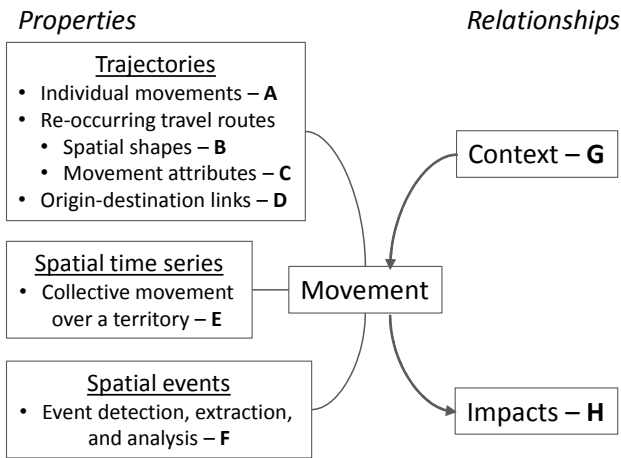 Properties
Relationships
Trajectories
• Individual movements – A
• Re-occurring travel routes
• Spatial shapes – B
• Movement attributes – C
• Origin-destination links – D
Spatial time series
• Collective movement
over a territory – E
Spatial events
• Event detection, extraction,
and analysis – F
Movement
Context – G
Impacts – H